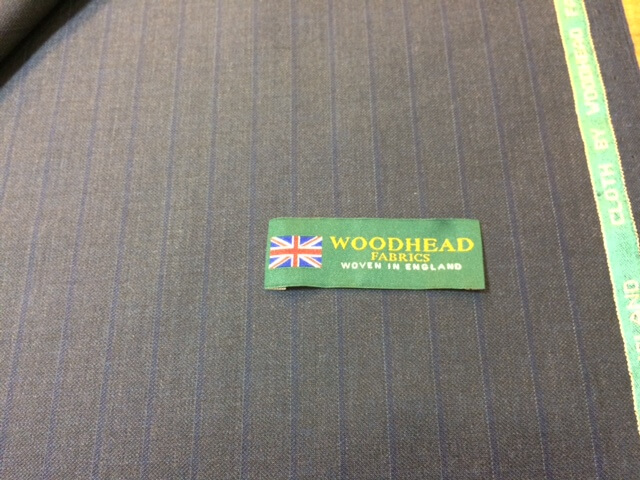 WOODHEAD
FABRICS
WOVEN IN ENGLAND
CLOTH BY WOODHEAD